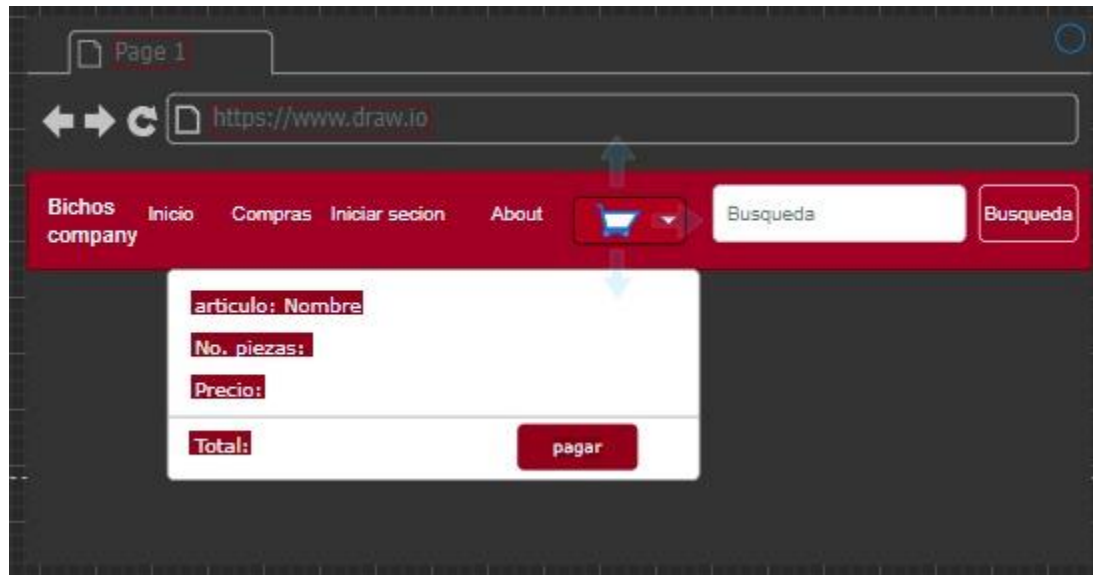 Page 1
https://www.draw.io
Bichos company
Inicio
Compras
Iniciar secion
About
Busqueda
Busqueda
articulo: Nombre
No. piezas:
Precio:
Total:
pagar